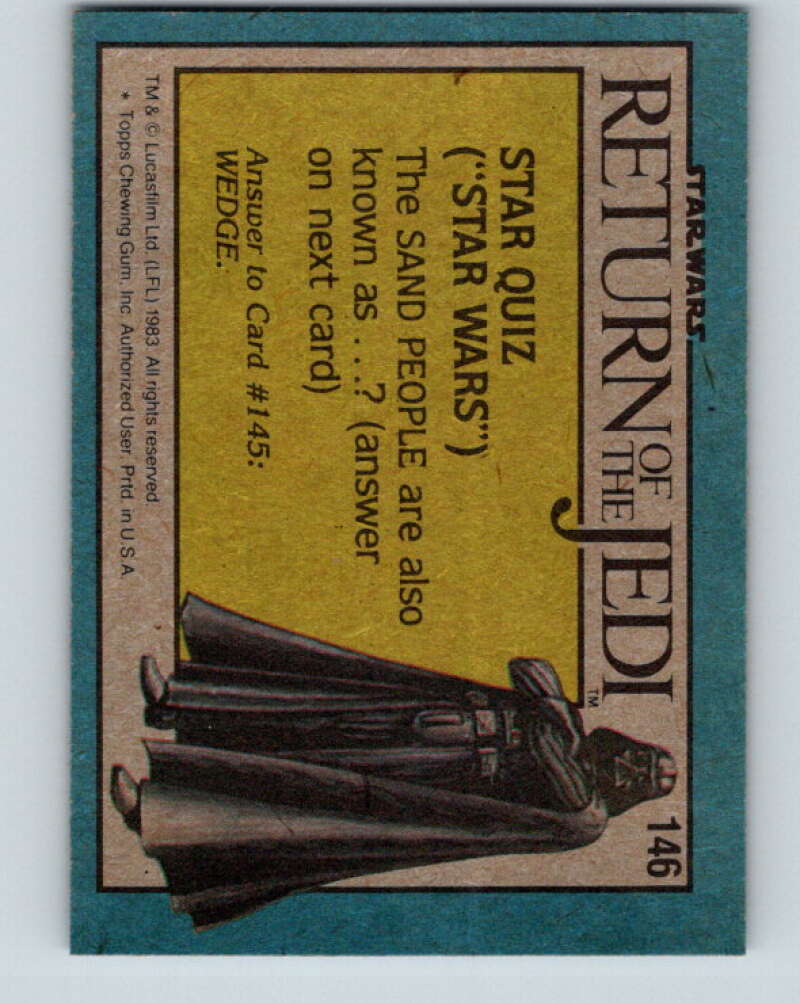 STAR WARS
RETURN OF THE JEDI
TM
146
STAR QUIZ
("STAR WARS")
The SAND PEOPLE are also
known as . . .? (answer
on next card)
Answer to Card #145:
WEDGE.
TM & © Lucasfilm Ltd. (LFL) 1983 All rights reserved.
* Topps Chewing Gum, Inc. Authorized User. Prtd. in U.S.A.